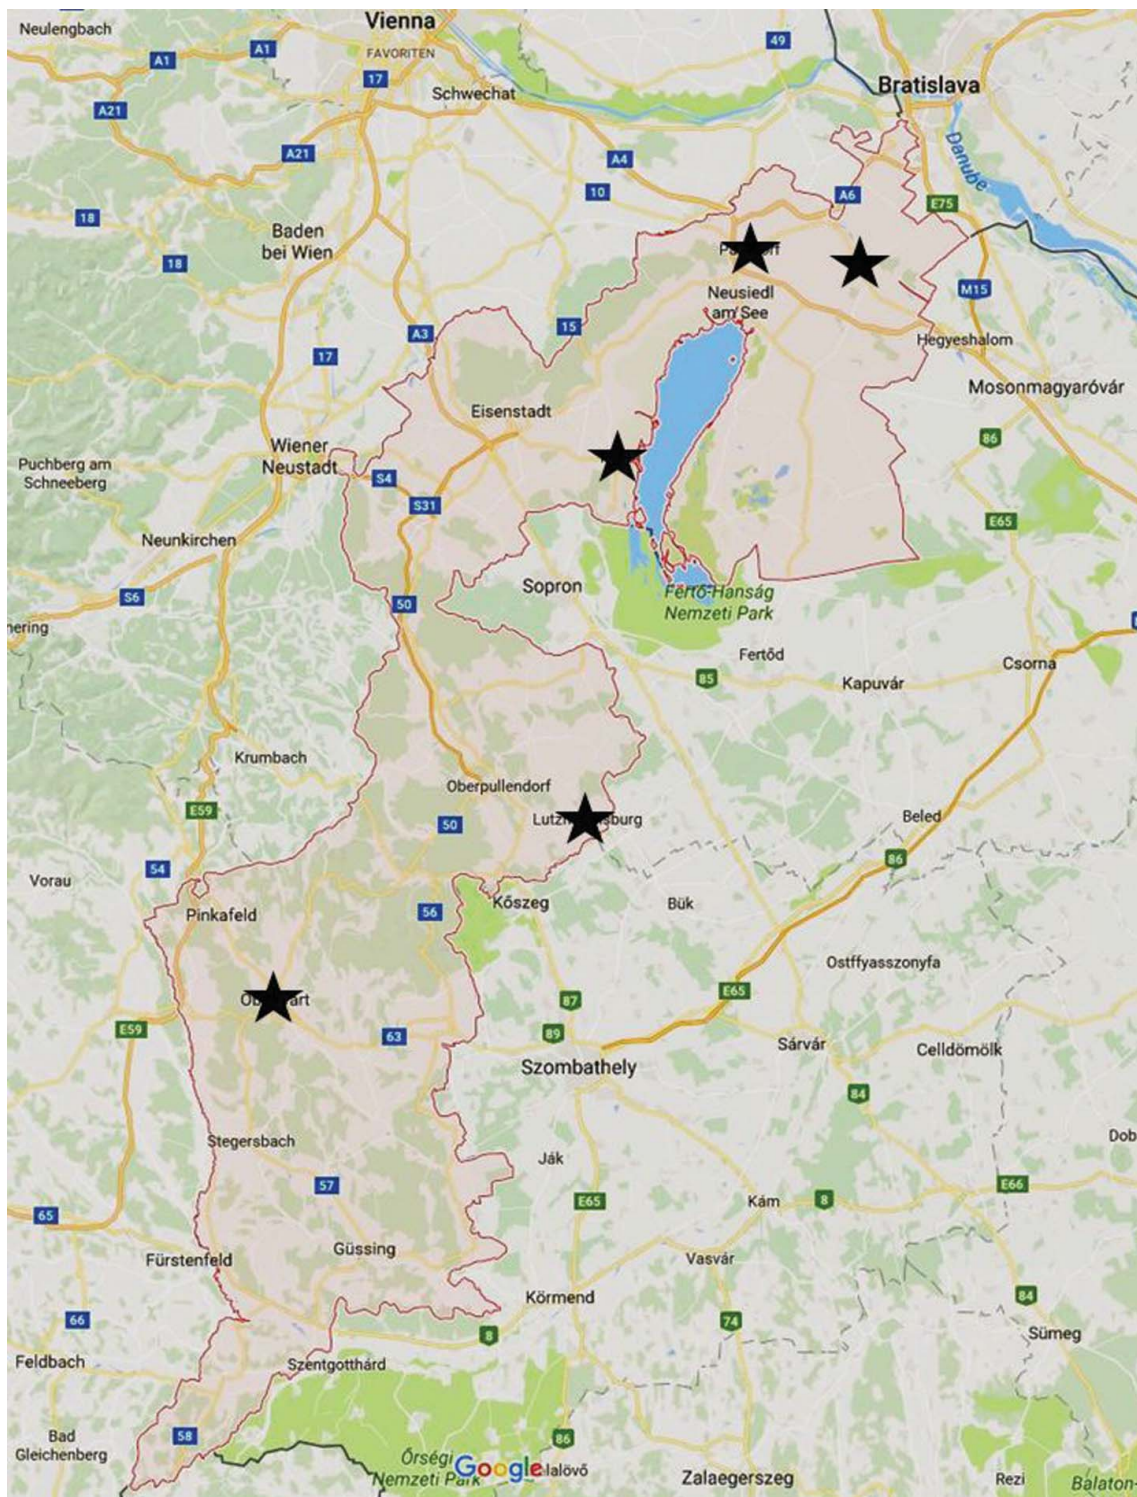 Vienna
Neulengbach
A1
A1
FAVORITEN
49
17
Schwechat
Bratislava
A21
A21
A4
Danube
10
A6
E75
18
Baden
bei Wien
18
M15
Neusiedl
am See
15
A3
Hegyeshalom
17
Mosonmagyaróvár
Eisenstadt
86
Wiener
Neustadt
Puchberg am
Schneeberg
S4
S31
E65
Neunkirchen
Sopron
Fertő-Hanság
Nemzeti Park
S6
50
nering
Fertőd
Csorna
85
Kapuvár
Krumbach
Oberpullendorf
E59
50
Beled
86
54
Vorau
Kőszeg
Bük
Pinkafeld
56
Ostffyasszonyfa
E65
87
E59
63
89
Sárvár
Celldömölk
Szombathely
84
Stegersbach
Dob
Ják
57
E65
Kám
8
E66
65
Fürstenfeld
Güssing
Vasvár
Körmend
84
66
74
8
Sümeg
Feldbach
Szentgotthárd
58
Bad
Gleichenberg
86
Őrségi
Nemzeti Park
Google
lalövő
Zalaegerszeg
Rezi
Balaton-